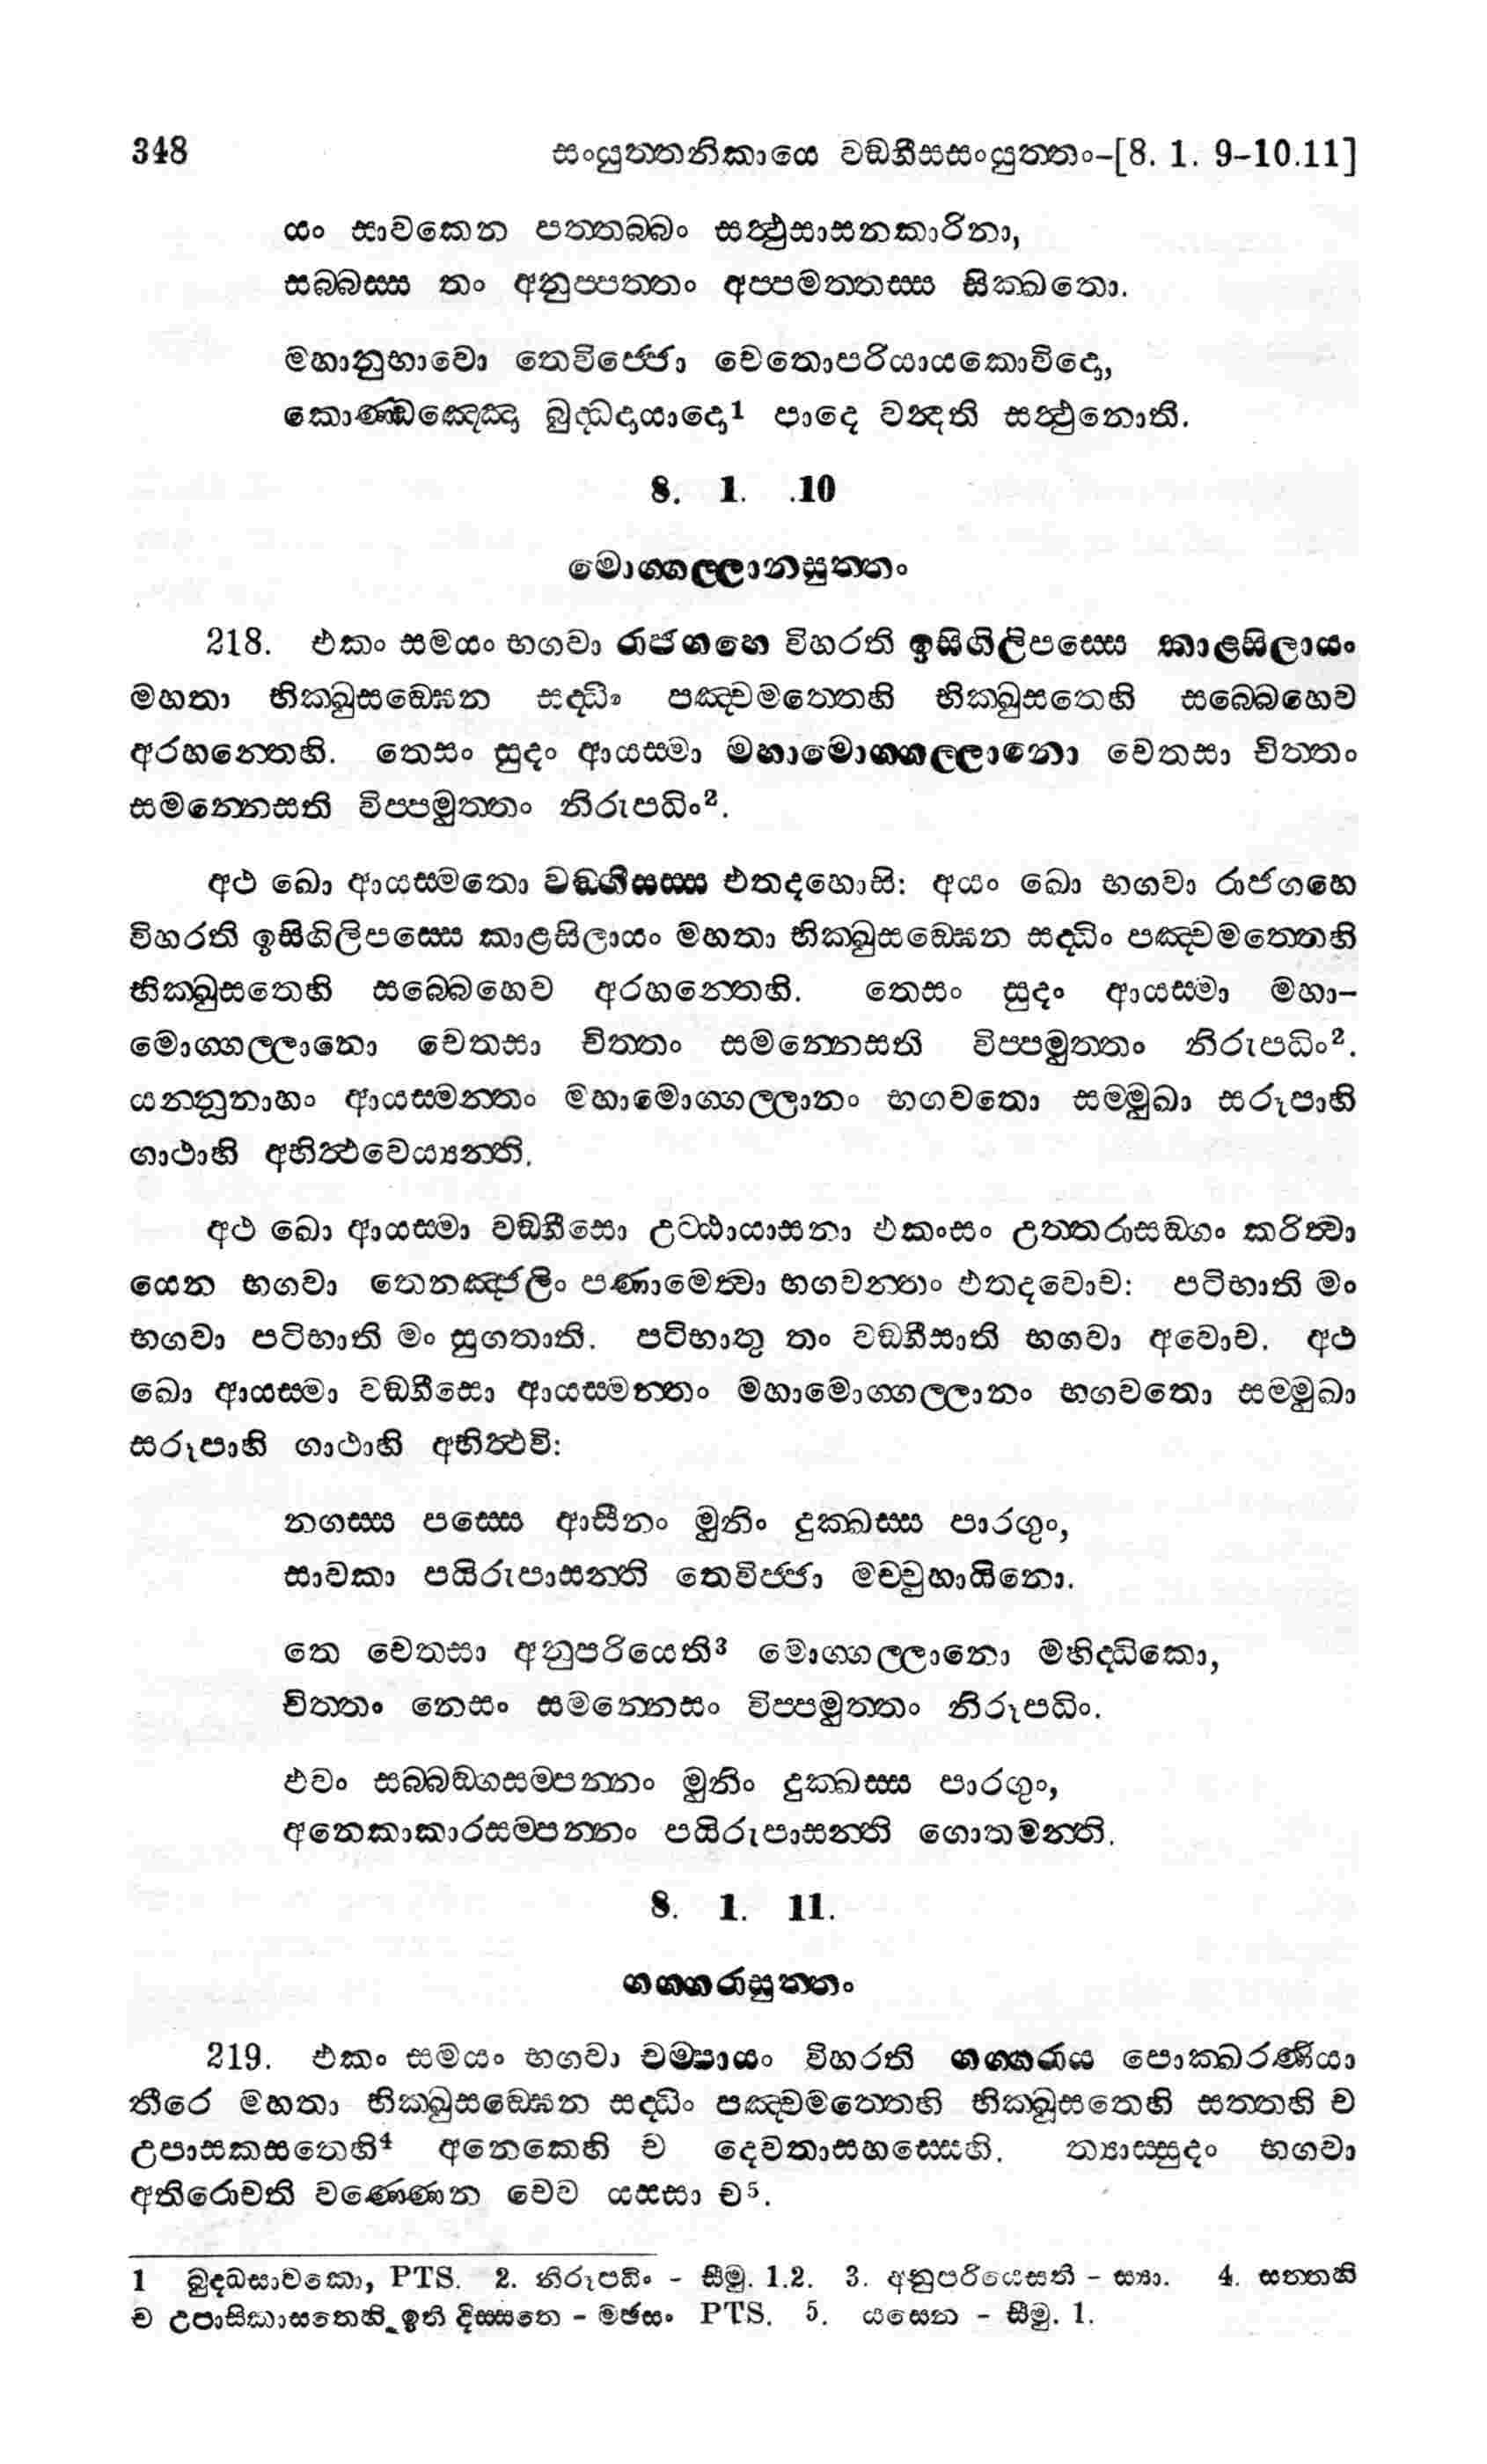 348 සංයුත්තනිකායෙ වඞ්ගීසසංයුත්තං–[8. 1. 9–10.11]
යං සාවකෙන පත්තබ්බං සත්ථුසාසනකාරිනා,
සබ්බස්ස තං අනුප්පත්තං අප්පමත්තස්ස සික්ඛතො.
මහානුභාවො තෙවිජ්ජො චෙතොපරියායකොවිදො,
කොණ්ඩඤ්ඤො බුද්ධදායාදො1 පාදෙ වන්දති සත්ථුනොති.
8. 1. .10
මොග්ගල්ලානසුත්තං
218. එකං සමයං භගවා රාජගහෙ විහරති ඉසිගිලිපස්සෙ කාළසිලායං
මහතා භික්ඛුසඞ්ඝෙන සද්ධිං පඤ්චමත්තෙහි භික්ඛුසතෙහි සබ්බෙහෙව
අරහන්තෙහි. තෙසං සුදං ආයස්මා මහාමොග්ගල්ලානො චෙතසා චිත්තං
සමන්නෙසති විප්පමුත්තං නිරුපධිං2.
අථ ඛො ආයස්මතො වඞ්ගීසස්ස එතදහොසි: අයං ඛො භගවා රාජගහෙ
විහරති ඉසිගිලිපස්සෙ කාළසිලායං මහතා භික්ඛුසඞ්ඝෙන සද්ධිං පඤ්චමත්තෙහි
භික්ඛුසතෙහි සබ්බෙහෙව අරහන්තෙහි. තෙසං සුදං ආයස්මා මහා–
මොග්ගල්ලානො චෙතසා චිත්තං සමන්නෙසති විප්පමුත්තං නිරුපධිං2.
යන්නූනාහං ආයස්මන්තං මහාමොග්ගල්ලානං භගවතො සම්මුඛා සරූපාහි
ගාථාහි අභිත්ථවෙය්‍යන්ති.
අථ ඛො ආයස්මා වඞ්ගීසො උට්ඨායාසනා එකංසං උත්තරාසඞ්ගං කරිත්වා
යෙන භගවා තෙනඤ්ජලිං පණාමෙත්වා භගවන්තං එතදවොච: පටිභාති මං
භගවා පටිභාති මං සුගතාති. පටිභාතු තං වඞ්ගීසාති භගවා අවොච. අථ
ඛො ආයස්මා වඞ්ගීසො ආයස්මන්තං මහාමොග්ගල්ලානං භගවතො සම්මුඛා
සරූපාහි ගාථාහි අභිත්ථවි:
නගස්ස පස්සෙ ආසීනං මුනිං දුක්ඛස්ස පාරගුං,
සාවකා පයිරුපාසන්ති තෙවිජ්ජා මච්චුහායිනො.
තෙ චෙතසා අනුපරියෙති3 මොග්ගල්ලානො මහිද්ධිකො,
චිත්තං නෙසං සමන්නෙසං විප්පමුත්තං නිරූපධිං.
එවං සබ්බඞ්ගසම්පන්නං මුනිං දුක්ඛස්ස පාරගුං,
අනෙකාකාරසම්පන්නං පයිරුපාසන්ති ගොතමන්ති.
8. 1. 11.
ගග්ගරාසුත්තං
219. එකං සමයං භගවා චම්පායං විහරති ගග්ගරාය පොක්ඛරණියා
තීරෙ මහතා භික්ඛුසඞ්ඝෙන සද්ධිං පඤ්චමත්තෙහි භික්ඛූසතෙහි සත්තහි ච
උපාසකසතෙහි4 අනෙකෙහි ච දෙවතාසහස්සෙහි. ත්‍යාස්සුදං භගවා
අතිරොචති වණ්ණෙන චෙව යසසා ච5.
1 බුද්ධසාවකො, PTS. 2. නිරූපධිං - සීමු. 1.2. 3. අනුපරියෙසති - ස්‍යා. 4. සත්තහි
ච උපාසිකාසතෙහි, ඉති දිස්සතෙ - මජසං PTS. 5. යසෙන - සීමු. 1.